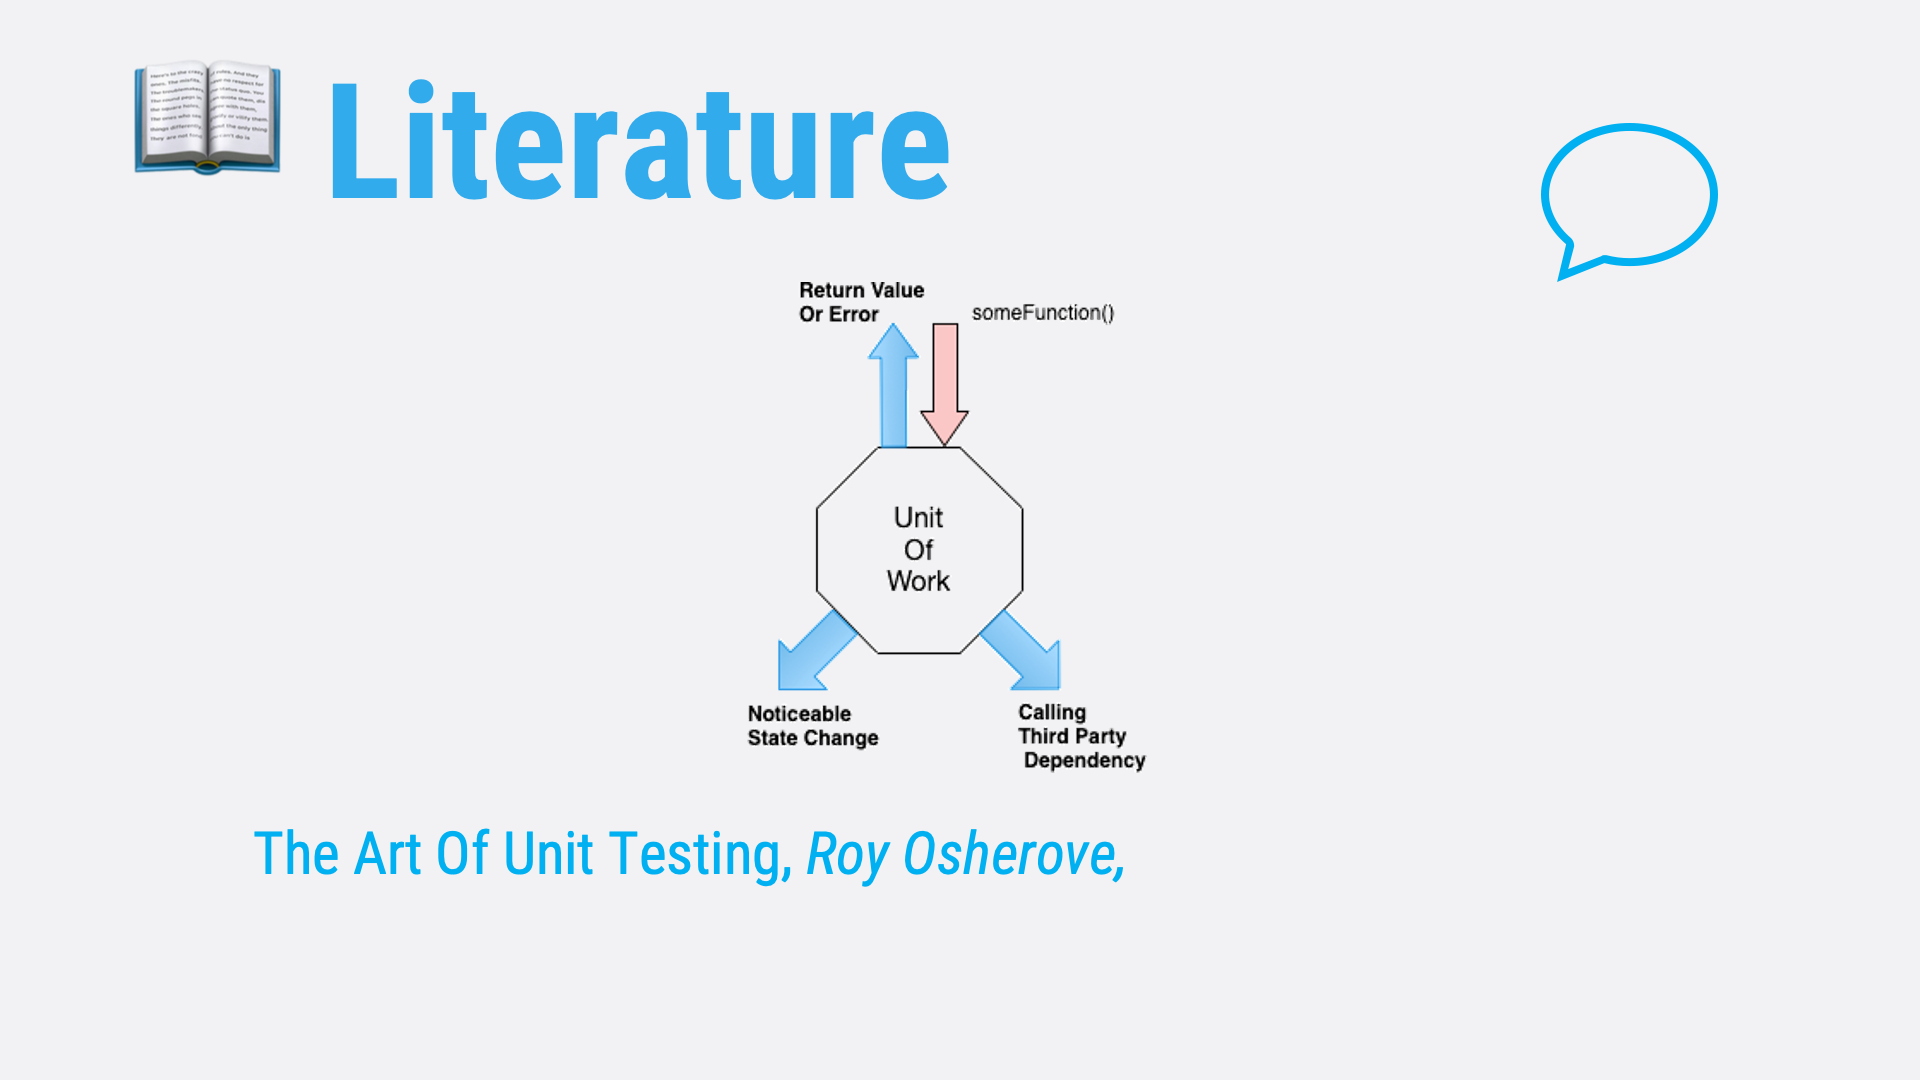 Literature
Return Value
Or Error
someFunction()
Unit
Of
Work
Noticeable
State Change
Calling
Third Party
Dependency
The Art Of Unit Testing, Roy Osherove,